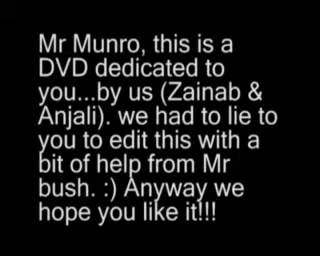 Mr Munro, this is a
DVD dedicated to
you...by us (Zainab &
Anjali). we had to lie to
you to edit this with a
bit of help from Mr
bush. :) Anyway we
hope you like it!!!